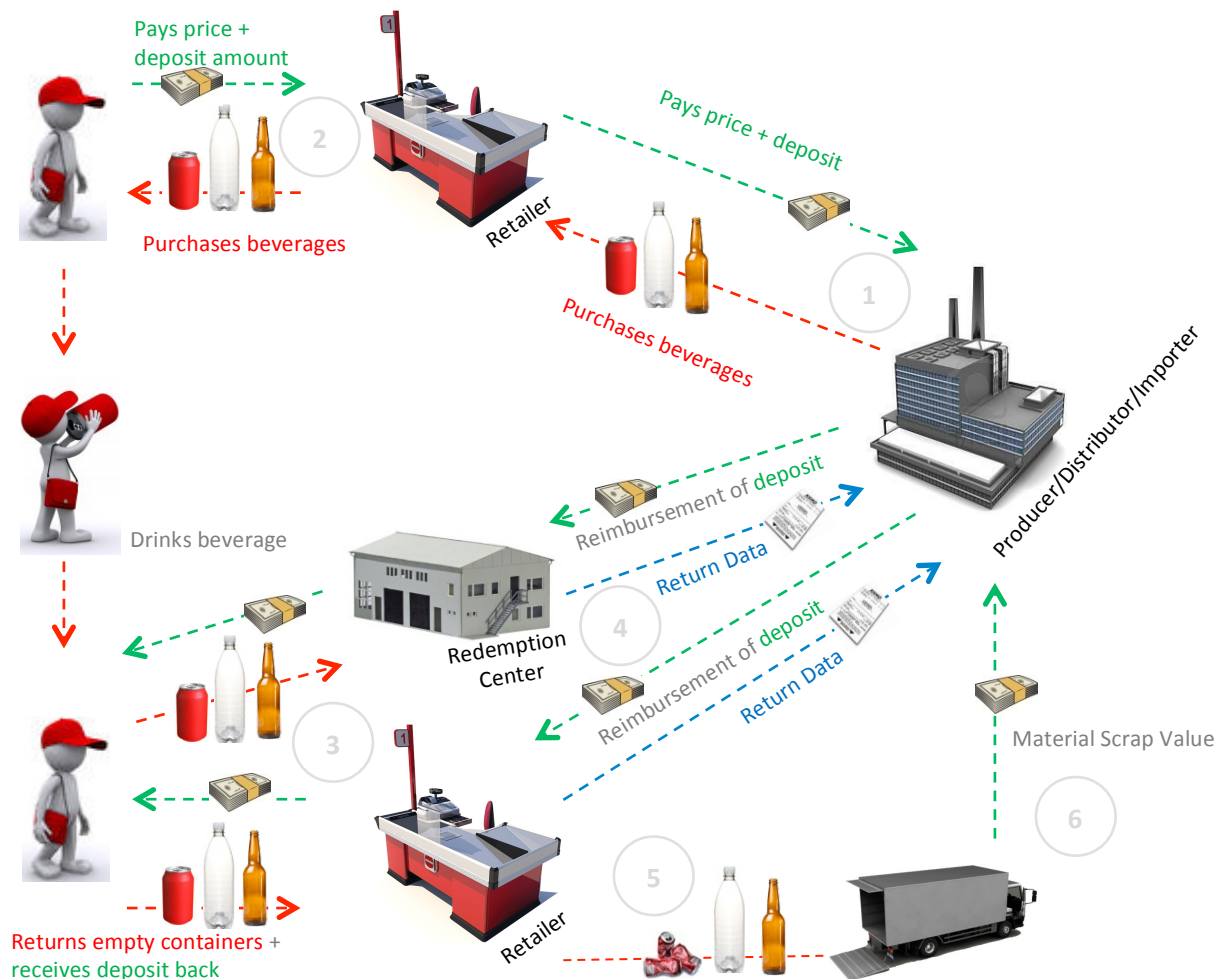 Pays price +
deposit amount
1
2
Purchases beverages
Retailer
Pays price + deposit
1
Purchases beverages
Producer/Distributor/Importer
Drinks beverage
Reimbursement of deposit
Return Data
Redemption
Center
4
Reimbursement of deposit
Return Data
3
1
Material Scrap Value
6
5
Retailer
Returns empty containers +
receives deposit back